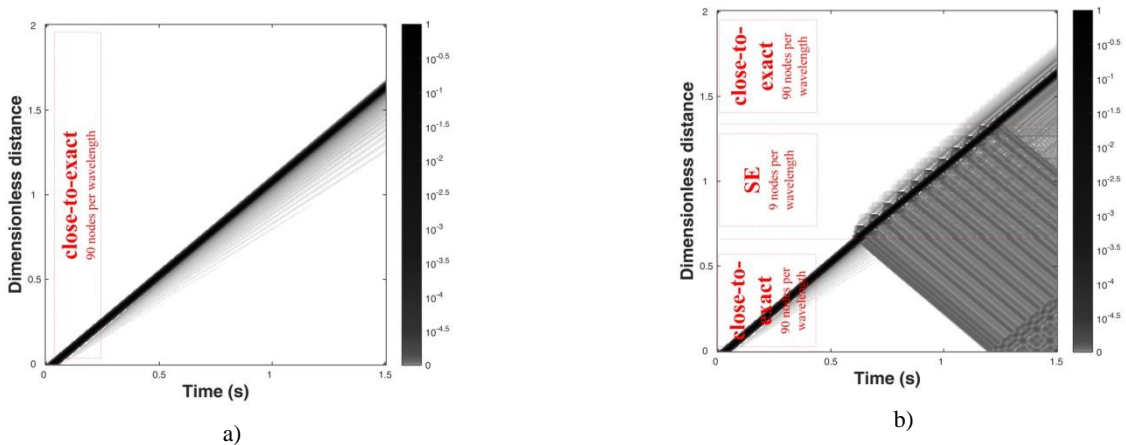 2
1.5
1
0.5
0
Dimensionless distance
0
0.5
1
1.5
Time (s)
close-to-exact
90 nodes per wavelength
1
10^-0.5
10^-1
10^-1.5
10^-2
10^-2.5
10^-3
10^-3.5
10^-4
10^-4.5
0
a)
2
1.5
1
0.5
0
Dimensionless distance
0
0.5
1
1.5
Time (s)
close-to-
exact
90 nodes per
wavelength
SE
9 nodes per
wavelength
close-to-
exact
90 nodes per
wavelength
1
10^-0.5
10^-1
10^-1.5
10^-2
10^-2.5
10^-3
10^-3.5
10^-4
10^-4.5
0
b)